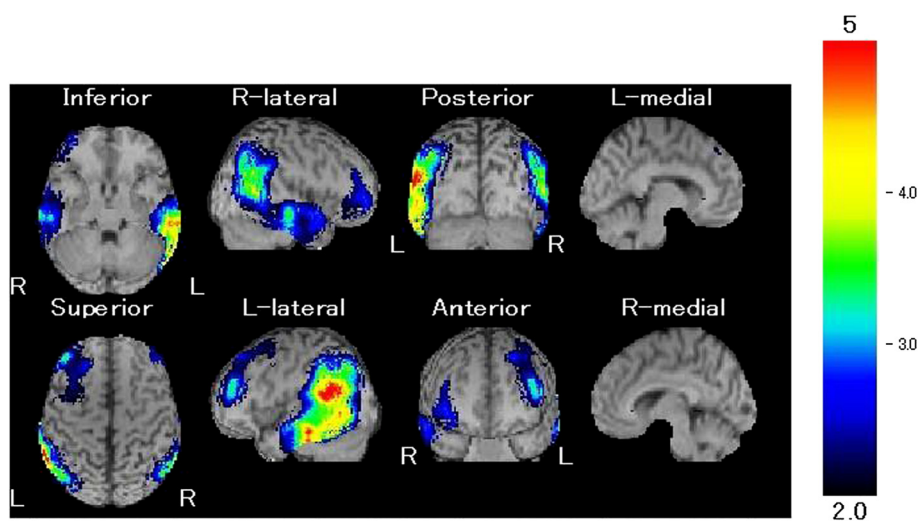 5
Inferior R-lateral Posterior L-medial
- 4.0
L R
R L
Superior L-lateral Anterior R-medial
- 3.0
R L
L R
2.0